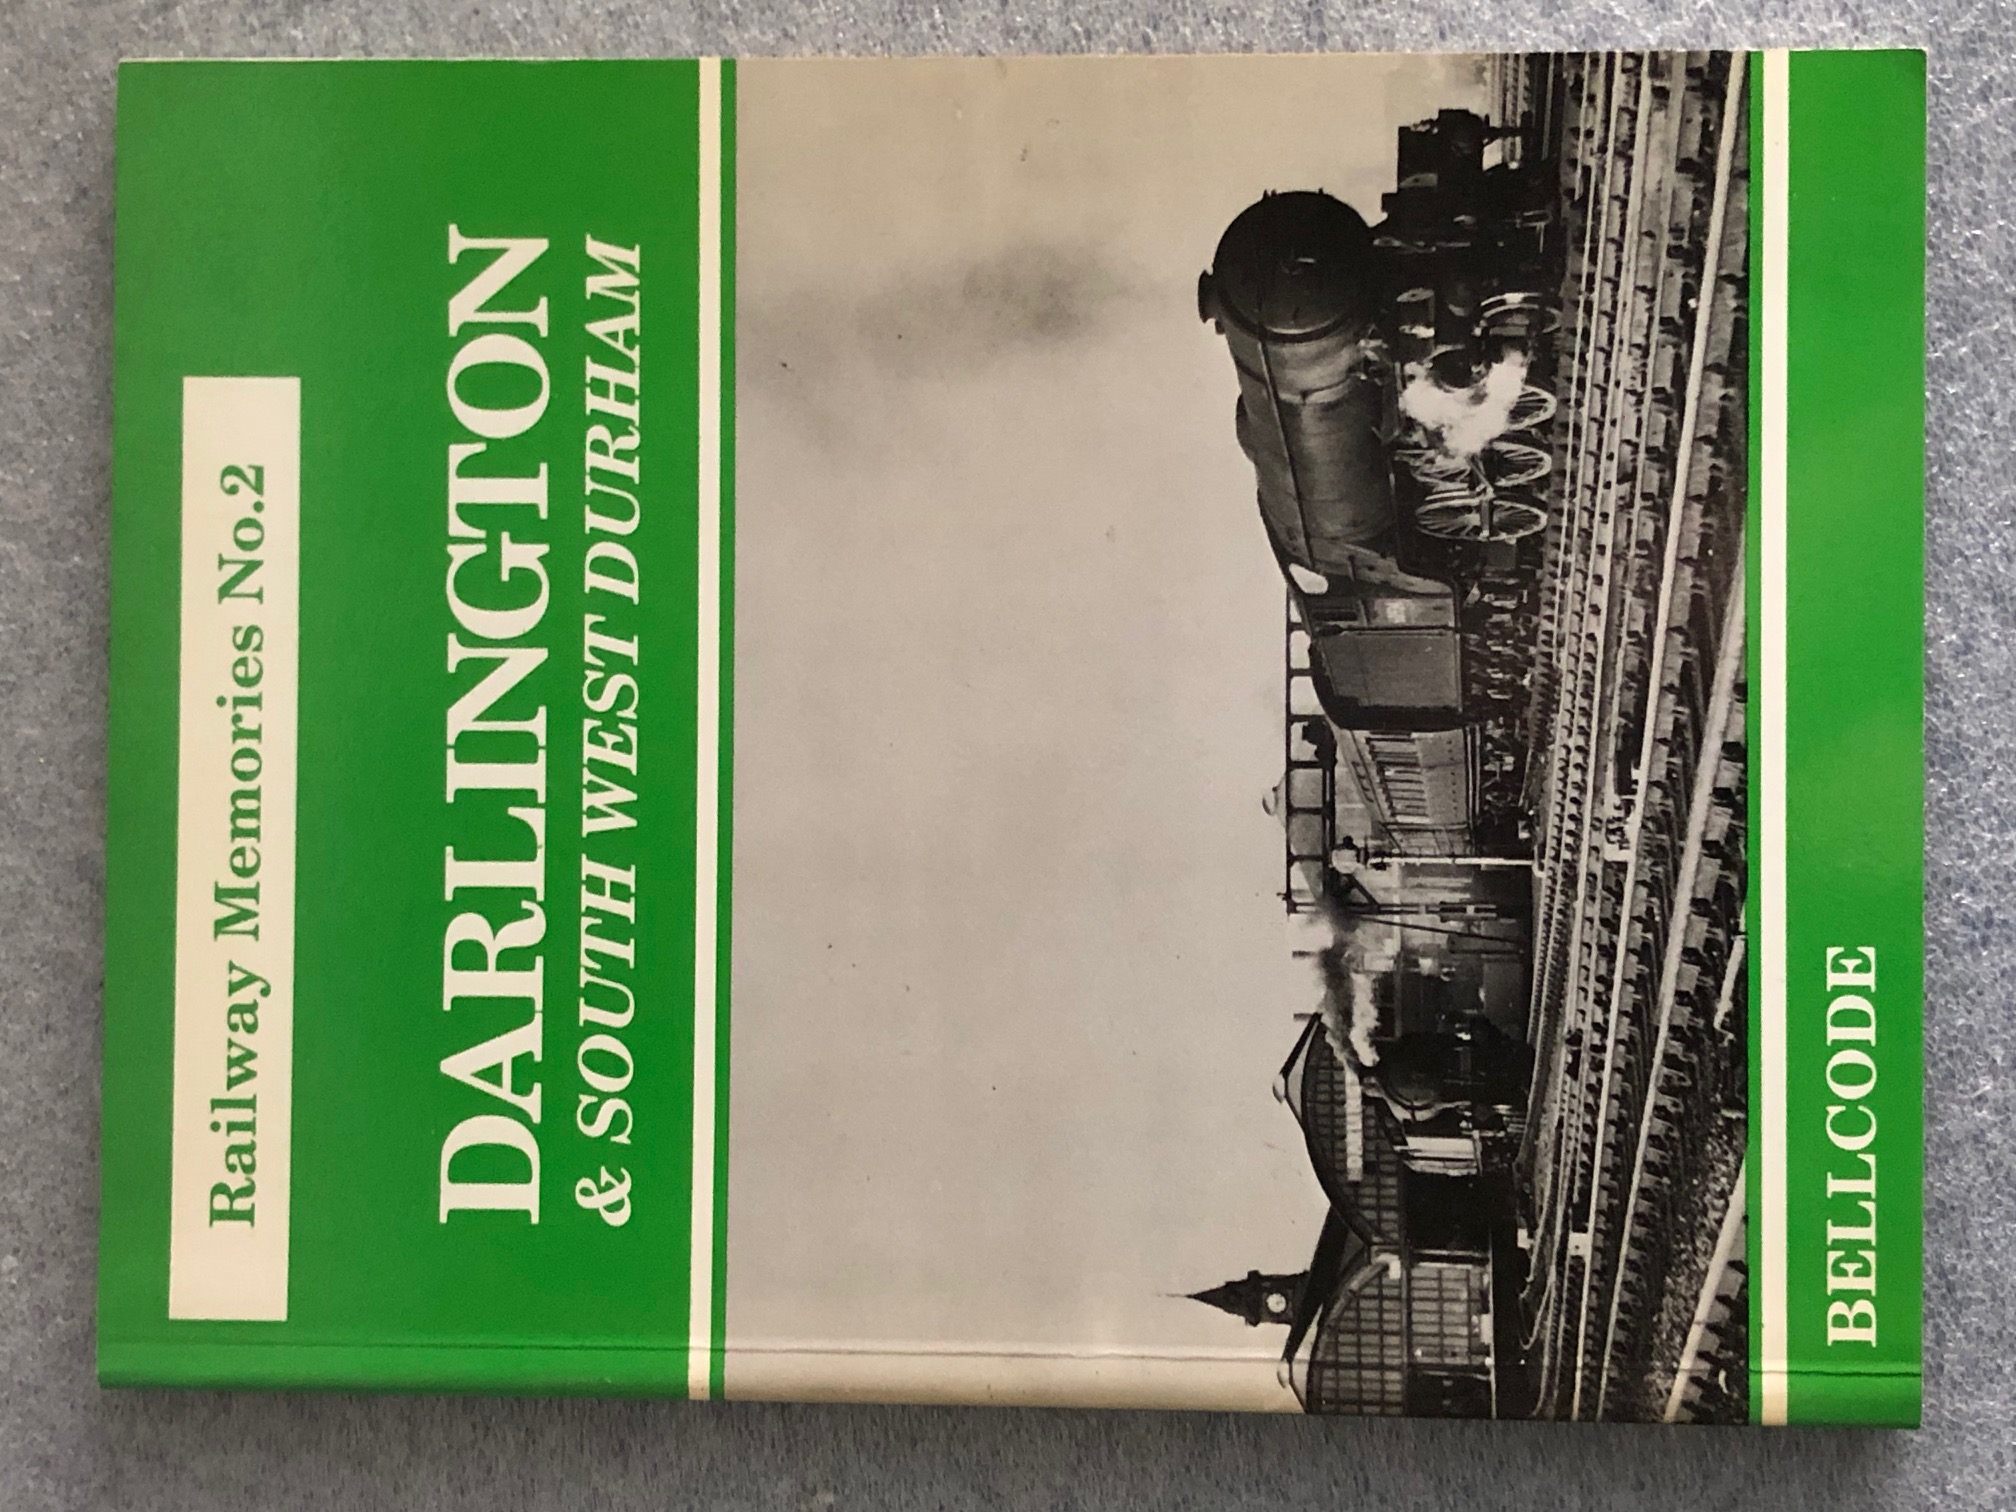 Railway Memories No.2
DARLINGTON
& SOUTH WEST DURHAM
BELLCODE